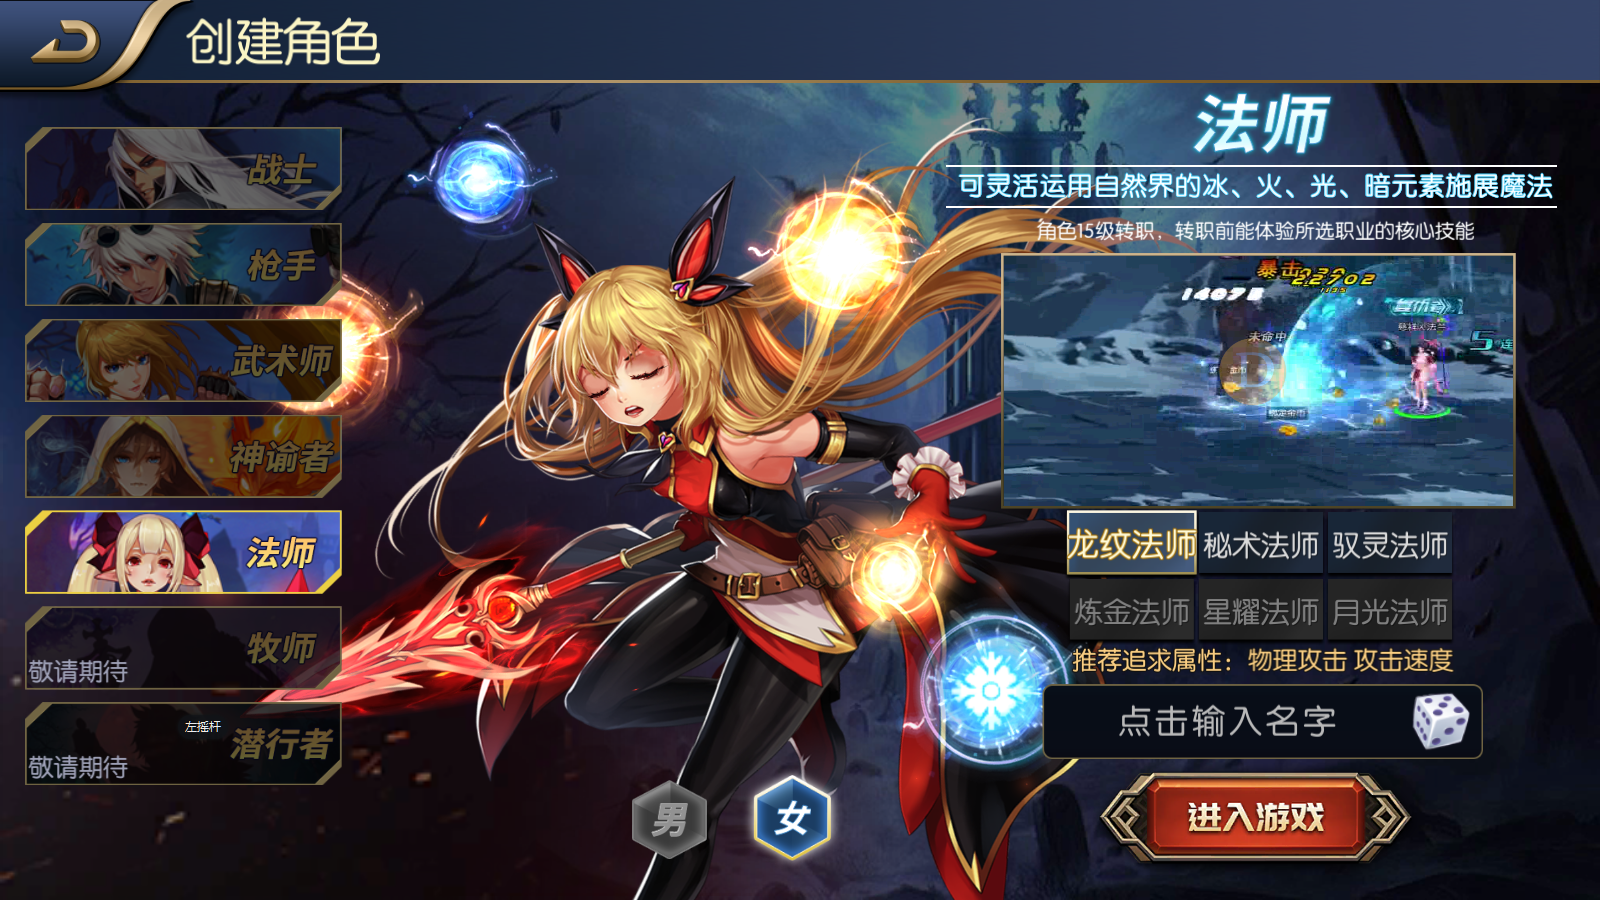 创建角色
战士
枪手
武术师
神谕者
法师
牧师
敬请期待
左摇杆
潜行者
敬请期待
男
女
法师
可灵活运用自然界的冰、火、光、暗元素施展魔法
角色15级转职，转职前能体验所选职业的核心技能
暴击
22702
未命中
龙纹法师 秘术法师 驭灵法师
炼金法师 星耀法师 月光法师
推荐追求属性：物理攻击 攻击速度
点击输入名字
进入游戏